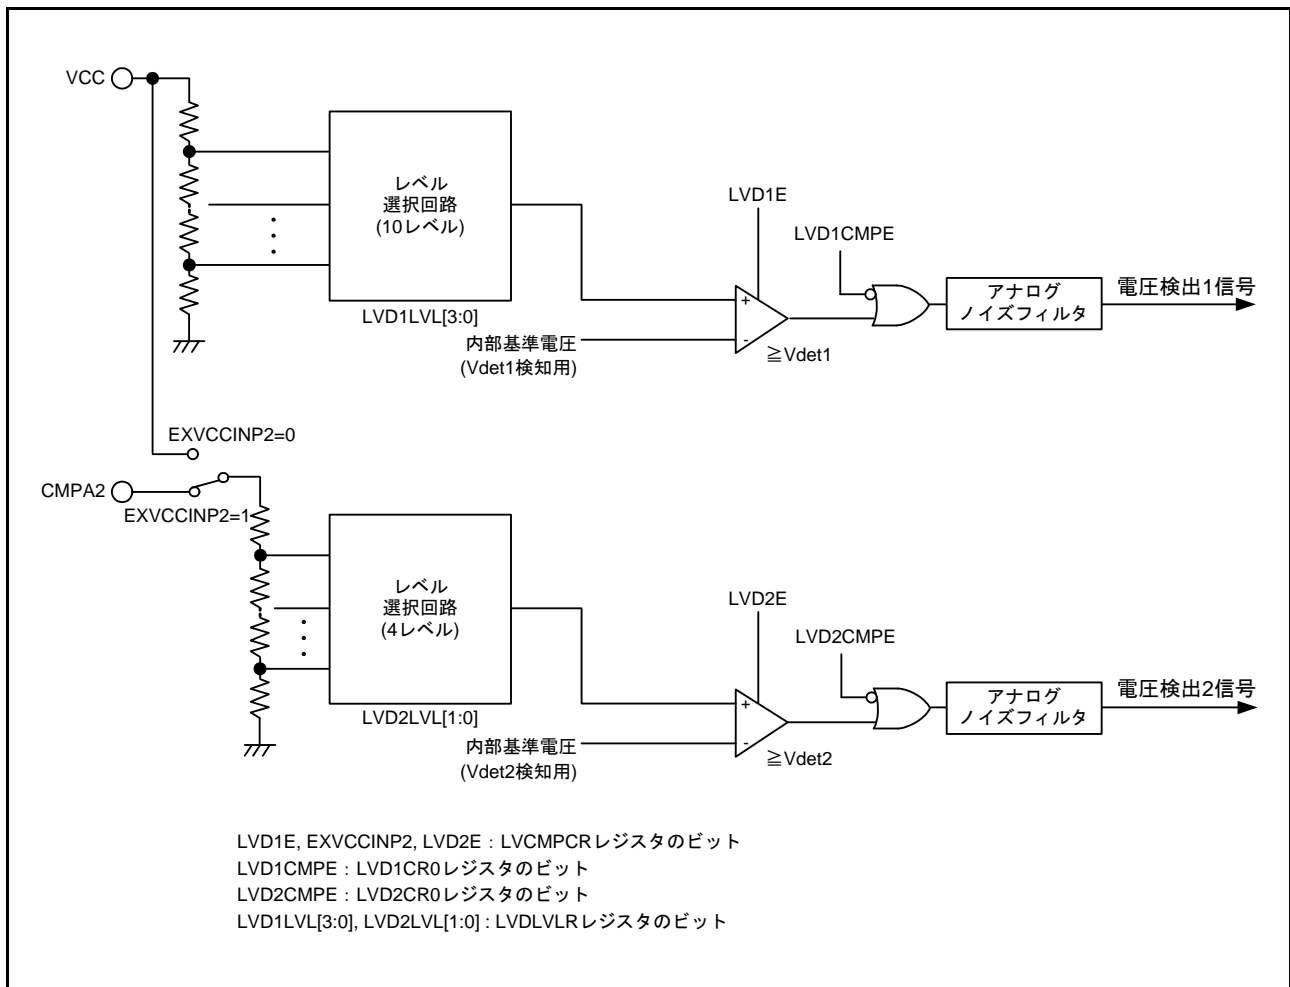 VCC
レベル
選択回路
(10レベル)
LVD1LVL[3:0]
LVD1E
LVD1CMPE
+
-
内部基準電圧
(Vdet1検知用)
≧Vdet1
アナログ
ノイズフィルタ
電圧検出1信号
EXVCCINP2=0
CMPA2
EXVCCINP2=1
レベル
選択回路
(4レベル)
LVD2LVL[1:0]
LVD2E
LVD2CMPE
+
-
内部基準電圧
(Vdet2検知用)
≧Vdet2
アナログ
ノイズフィルタ
電圧検出2信号
LVD1E, EXVCCINP2, LVD2E : LVCMPCRレジスタのビット
LVD1CMPE : LVD1CR0レジスタのビット
LVD2CMPE : LVD2CR0レジスタのビット
LVD1LVL[3:0], LVD2LVL[1:0] : LVDLVLRレジスタのビット